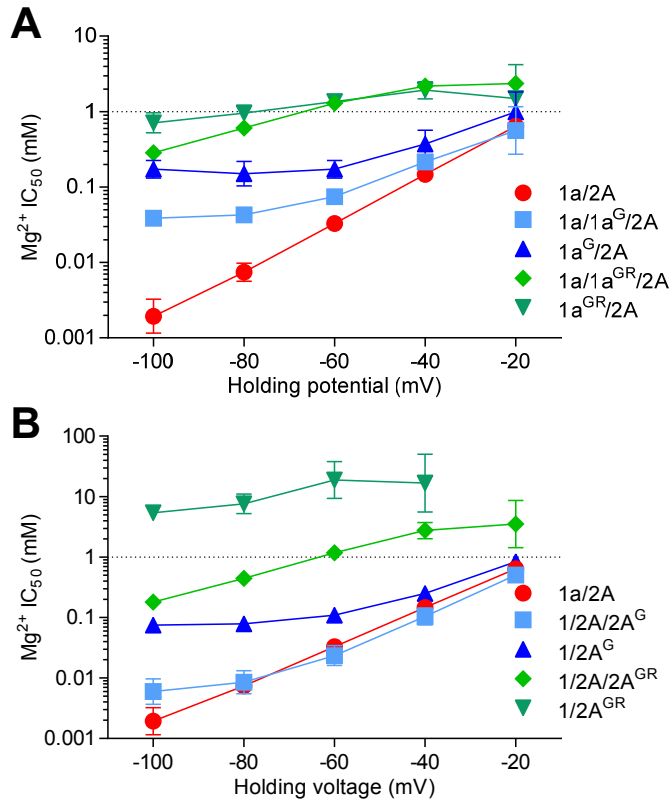 A
10
1
0.1
0.01
0.001
Mg²⁺ IC₅₀ (mM)
-100 -80 -60 -40 -20
Holding potential (mV)
1a/2A
1a/1aᴳ/2A
1aᴳ/2A
1a/1aᴳᴿ/2A
1aᴳᴿ/2A
B
100
10
1
0.1
0.01
0.001
Mg²⁺ IC₅₀ (mM)
-100 -80 -60 -40 -20
Holding voltage (mV)
1a/2A
1/2A/2Aᴳ
1/2Aᴳ
1/2A/2Aᴳᴿ
1/2Aᴳᴿ